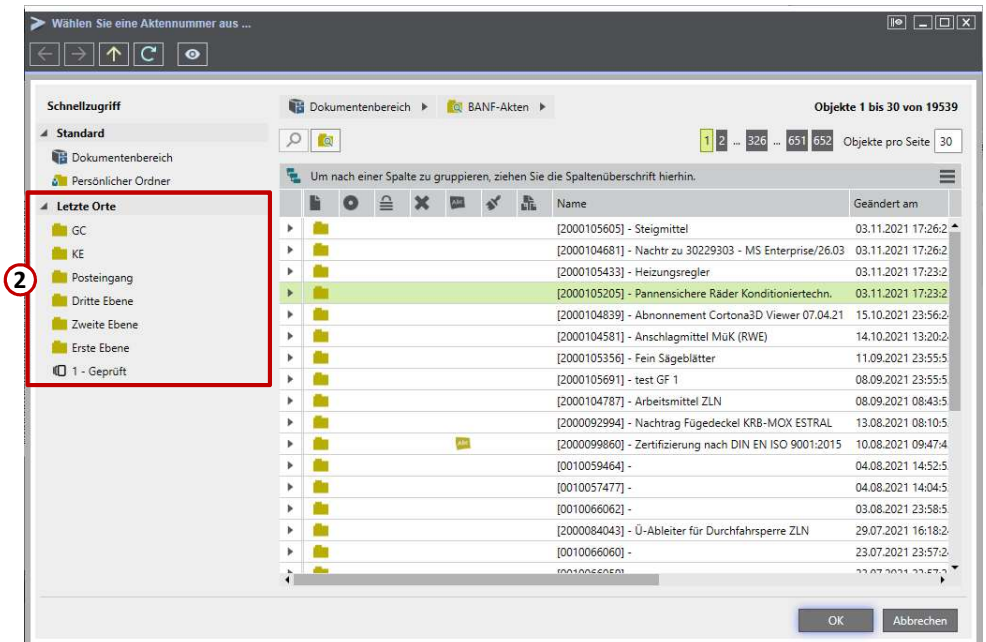 Wählen Sie eine Aktennummer aus ...
Schnellzugriff
Standard
Dokumentenbereich
Persönlicher Ordner
Letzte Orte
GC
KE
Posteingang
Dritte Ebene
Zweite Ebene
Erste Ebene
1 - Geprüft
2
Dokumentenbereich BANF-Akten Objekte 1 bis 30 von 19539
1 2 ... 326 ... 651 652 Objekte pro Seite 30
Um nach einer Spalte zu gruppieren, ziehen Sie die Spaltenüberschrift hierhin.
Name Geändert am
[2000105605] - Steigmittel 03.11.2021 17:26:2
[2000104681] - Nachtr zu 30229303 - MS Enterprise/26.03 03.11.2021 17:26:2
[2000105433] - Heizungsregler 03.11.2021 17:23:2
[2000105205] - Pannensichere Räder Konditioniertechn. 03.11.2021 17:23:2
[2000104839] - Abnonnement Cortona3D Viewer 07.04.21 15.10.2021 23:56:2
[2000104581] - Anschlagmittel MüK (RWE) 14.10.2021 13:20:2
[2000105356] - Fein Sägeblätter 11.09.2021 23:55:5
[2000105691] - test GF 1 08.09.2021 23:55:5
[2000104787] - Arbeitsmittel ZLN 08.09.2021 08:43:5
[2000092994] - Nachtrag Fügedeckel KRB-MOX ESTRAL 13.08.2021 08:10:5
[2000099860] - Zertifizierung nach DIN EN ISO 9001:2015 10.08.2021 09:47:4
[0010059464] - 04.08.2021 14:52:5
[0010057477] - 04.08.2021 14:04:5
[0010066062] - 03.08.2021 23:58:5
[2000084043] - Ü-Ableiter für Durchfahrsperre ZLN 29.07.2021 16:18:2
[0010066060] - 23.07.2021 23:57:2
OK Abbrechen